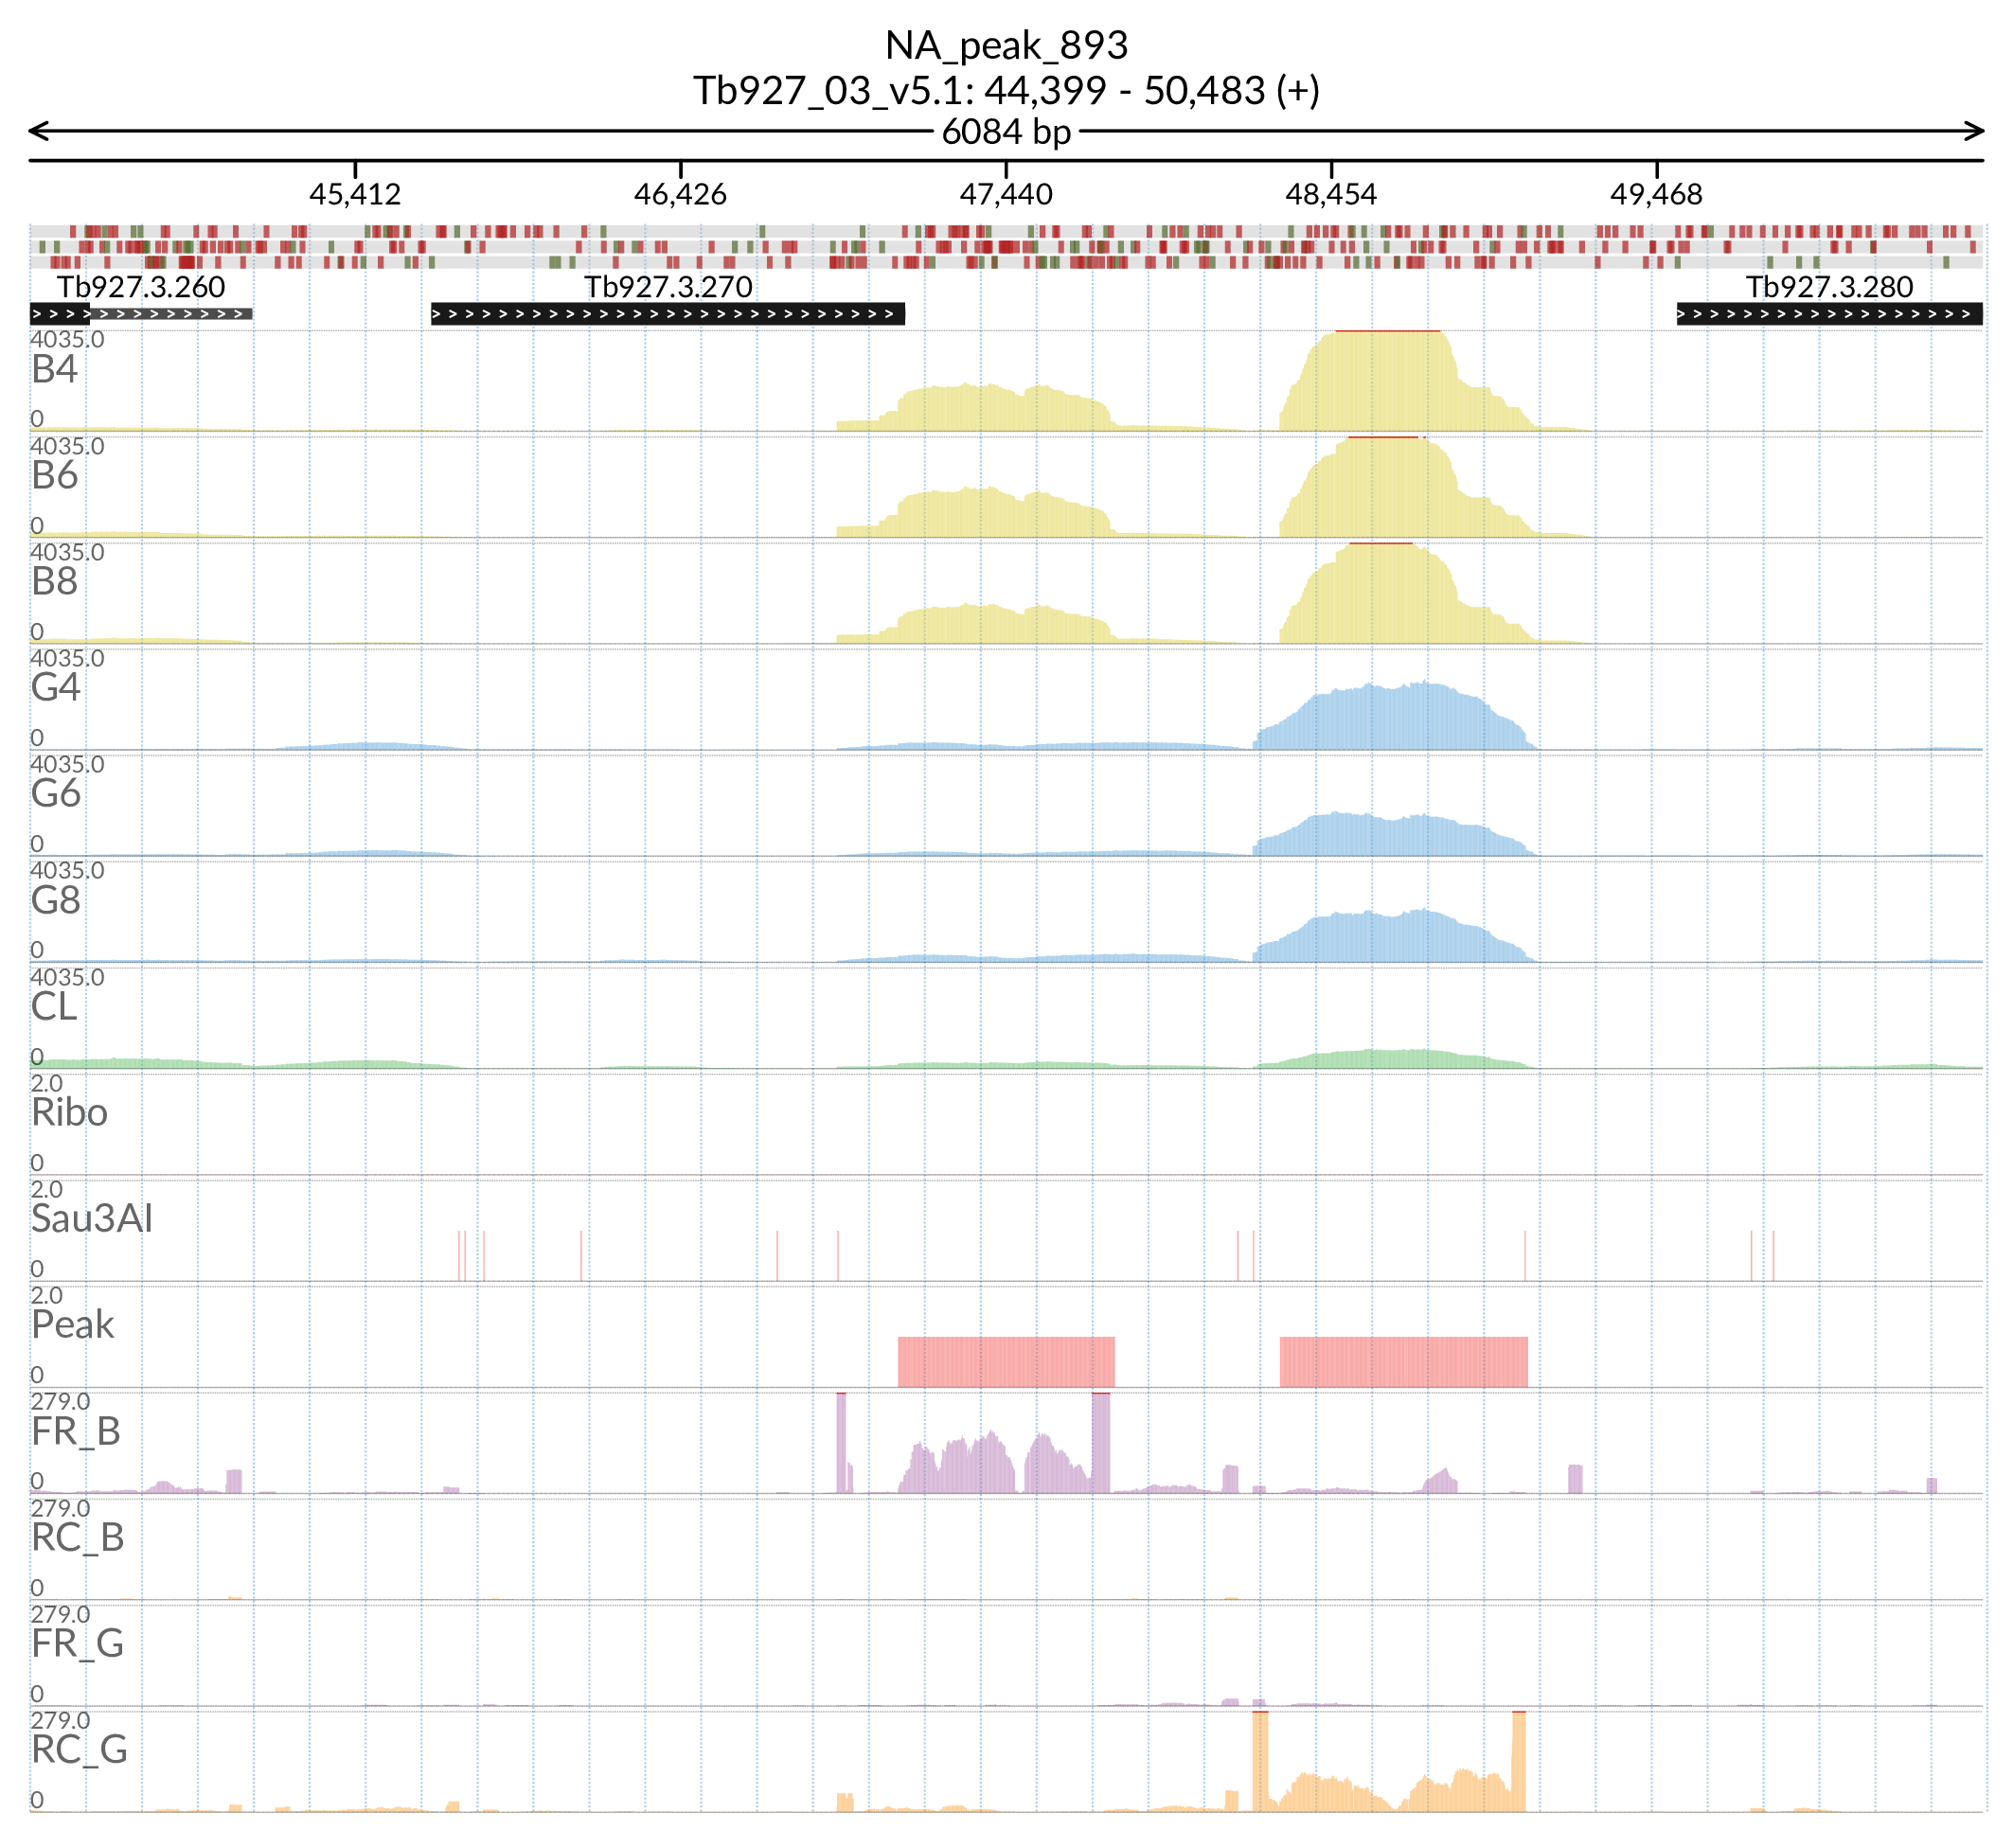 NA_peak_893
Tb927_03_v5.1: 44,399 - 50,483 (+)
6084 bp
45,412 46,426 47,440 48,454 49,468
Tb927.3.260 Tb927.3.270 Tb927.3.280
4035.0
B4
0
4035.0
B6
0
4035.0
B8
0
4035.0
G4
0
4035.0
G6
0
4035.0
G8
0
4035.0
CL
0
2.0
Ribo
0
2.0
Sau3AI
0
2.0
Peak
0
279.0
FR_B
0
279.0
RC_B
0
279.0
FR_G
0
279.0
RC_G
0